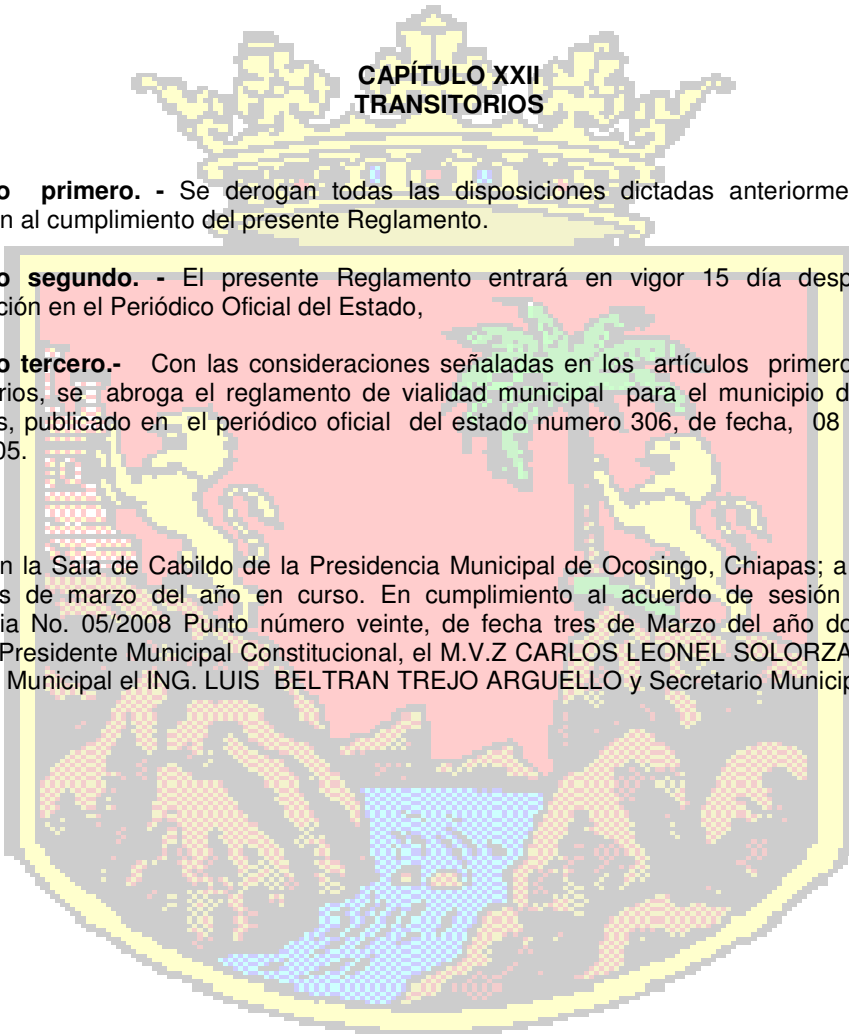 CAPÍTULO XXII
TRANSITORIOS
o primero. - Se derogan todas las disposiciones dictadas anteriorme
n al cumplimiento del presente Reglamento.
o segundo. - El presente Reglamento entrará en vigor 15 día desp
ción en el Periódico Oficial del Estado,
o tercero.- Con las consideraciones señaladas en los artículos primero
rios, se abroga el reglamento de vialidad municipal para el municipio d
s, publicado en el periódico oficial del estado numero 306, de fecha, 08
05.
n la Sala de Cabildo de la Presidencia Municipal de Ocosingo, Chiapas; a
s de marzo del año en curso. En cumplimiento al acuerdo de sesión
ia No. 05/2008 Punto número veinte, de fecha tres de Marzo del año do
Presidente Municipal Constitucional, el M.V.Z CARLOS LEONEL SOLORZA
Municipal el ING. LUIS BELTRAN TREJO ARGUELLO y Secretario Municip